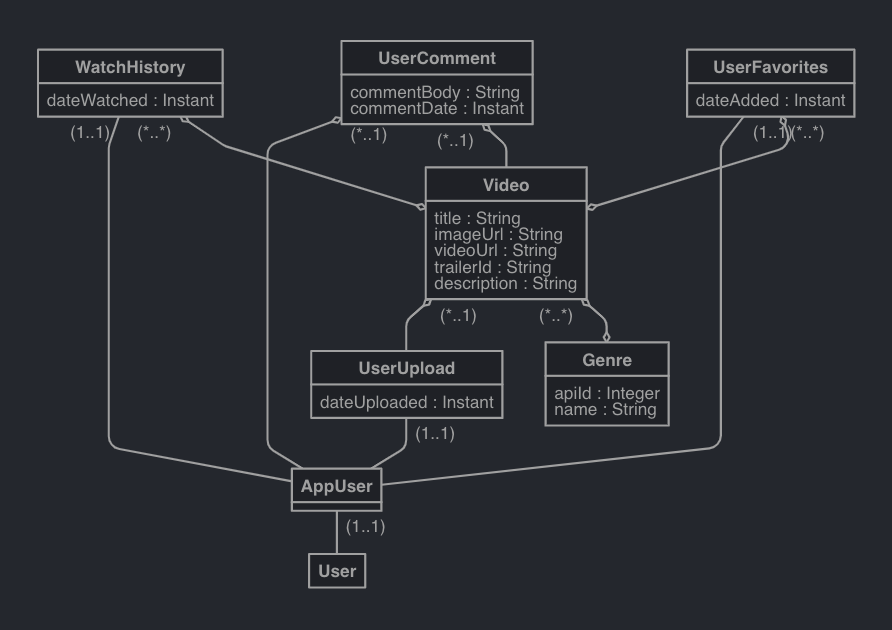 WatchHistory
dateWatched : Instant
(1..1)
(*..*)
UserComment
commentBody : String
commentDate : Instant
(*..1)
(*..1)
UserFavorites
dateAdded : Instant
(1..1)
(*..*)
Video
title : String
imageUrl : String
videoUrl : String
trailerId : String
description : String
(*..1)
(*..*)
UserUpload
dateUploaded : Instant
(1..1)
Genre
apiId : Integer
name : String
AppUser
(1..1)
User